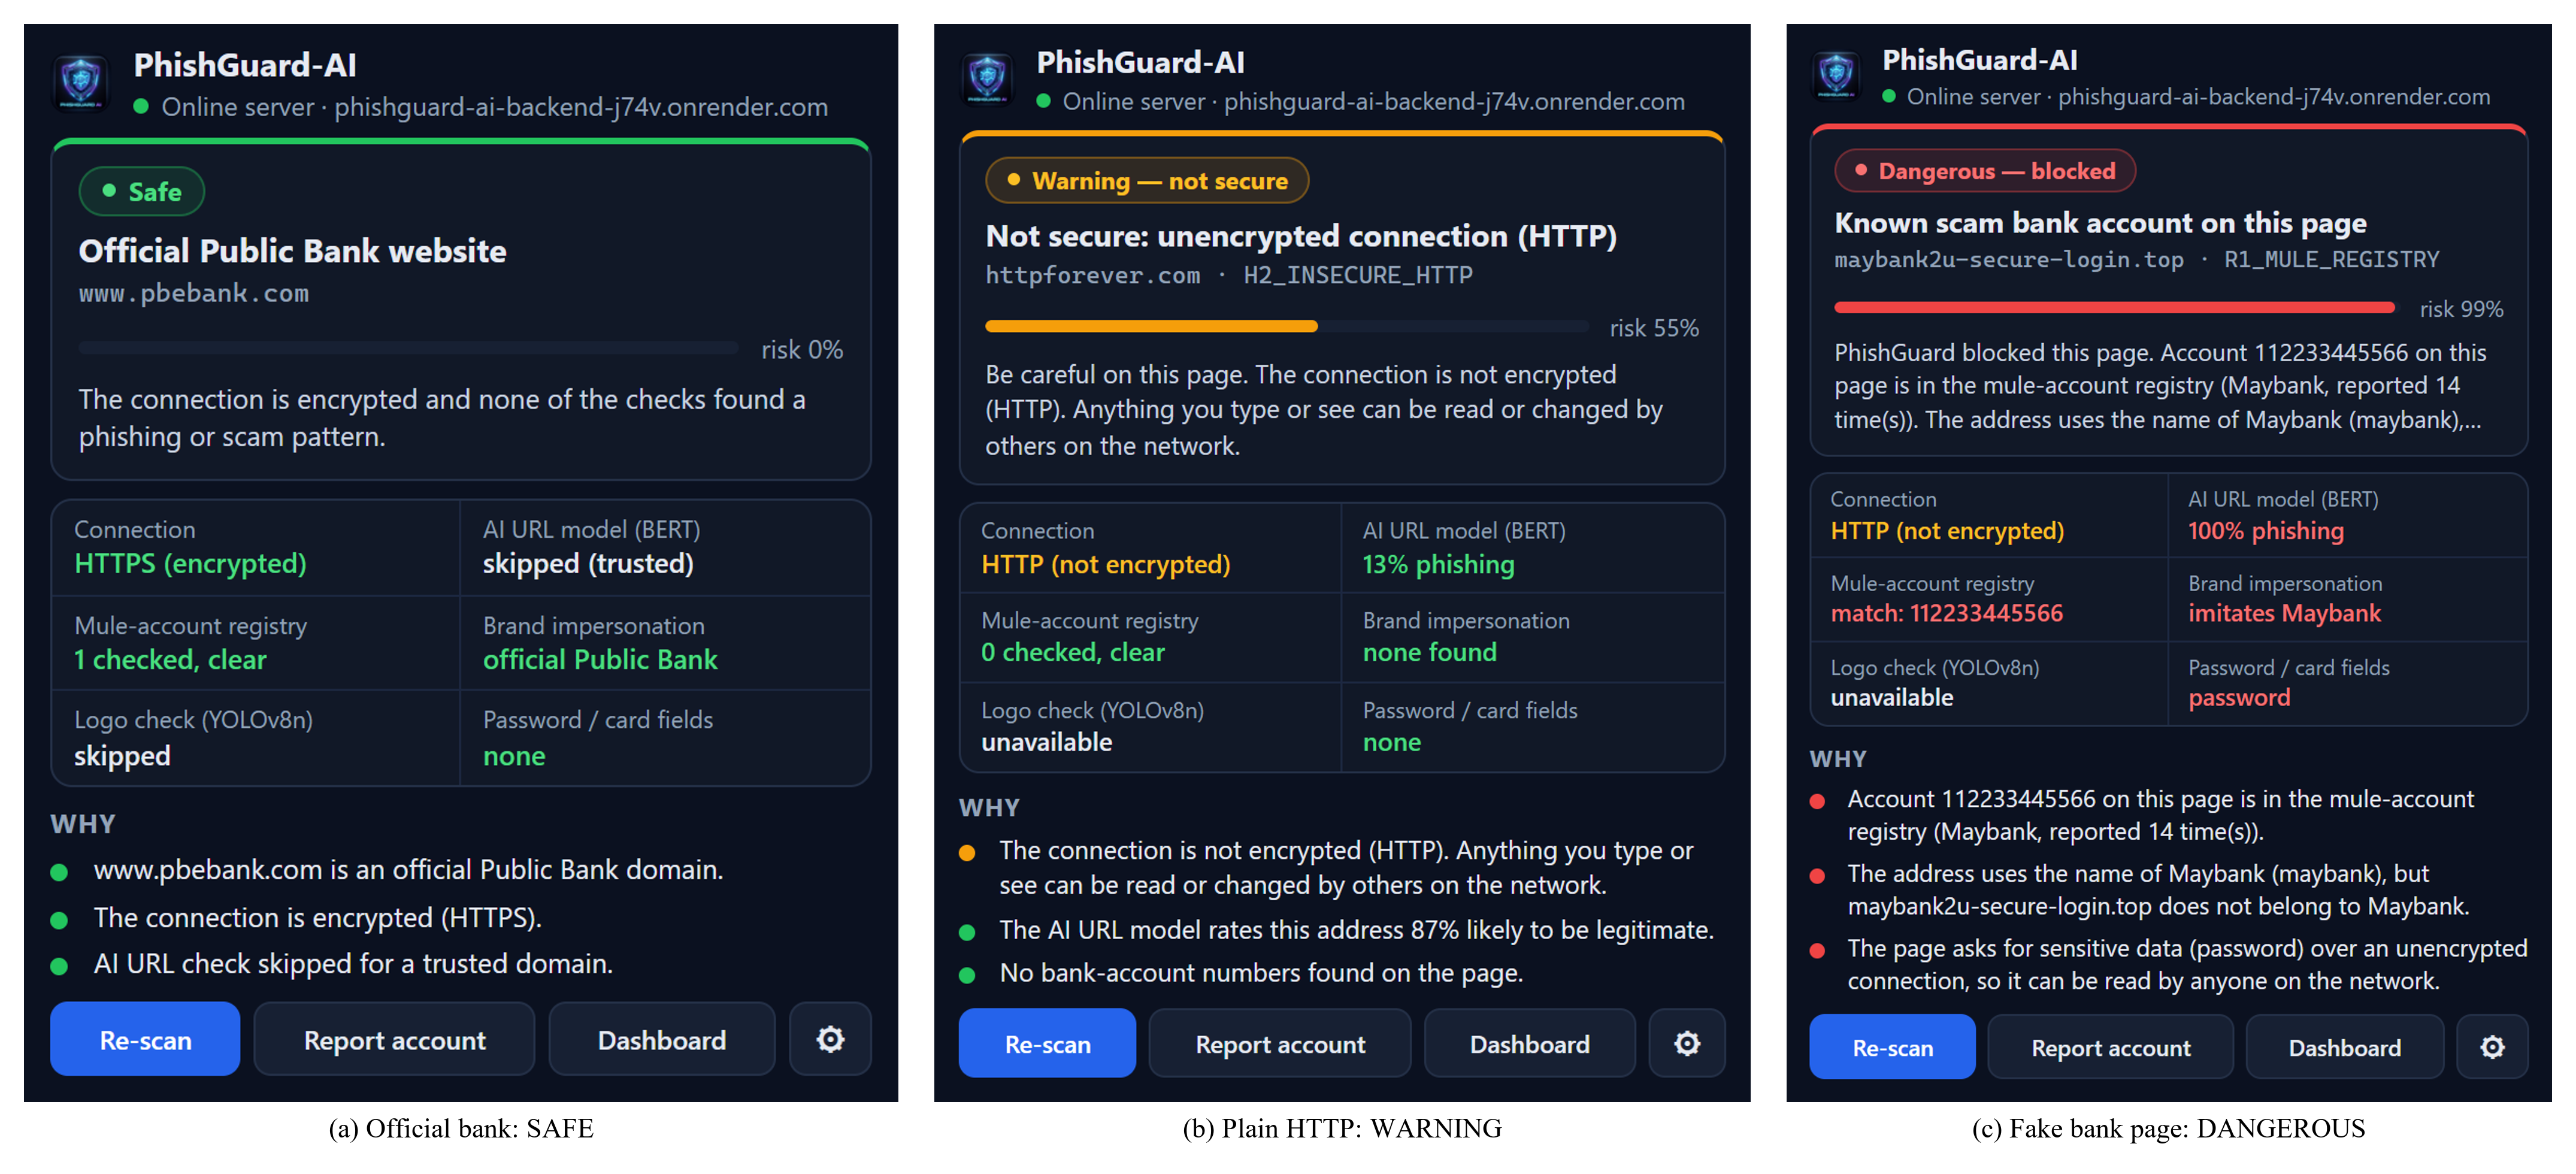 PhishGuard-AI
Online server · phishguard-ai-backend-j74v.onrender.com
Safe
Official Public Bank website
www.pbebank.com
risk 0%
The connection is encrypted and none of the checks found a
phishing or scam pattern.
Connection
HTTPS (encrypted)
AI URL model (BERT)
skipped (trusted)
Mule-account registry
1 checked, clear
Brand impersonation
official Public Bank
Logo check (YOLOv8n)
skipped
Password / card fields
none
WHY
www.pbebank.com is an official Public Bank domain.
The connection is encrypted (HTTPS).
AI URL check skipped for a trusted domain.
Re-scan
Report account
Dashboard
(a) Official bank: SAFE
PhishGuard-AI
Online server · phishguard-ai-backend-j74v.onrender.com
Warning — not secure
Not secure: unencrypted connection (HTTP)
httpforever.com · H2_INSECURE_HTTP
risk 55%
Be careful on this page. The connection is not encrypted
(HTTP). Anything you type or see can be read or changed by
others on the network.
Connection
HTTP (not encrypted)
AI URL model (BERT)
13% phishing
Mule-account registry
0 checked, clear
Brand impersonation
none found
Logo check (YOLOv8n)
unavailable
Password / card fields
none
WHY
The connection is not encrypted (HTTP). Anything you type or
see can be read or changed by others on the network.
The AI URL model rates this address 87% likely to be legitimate.
No bank-account numbers found on the page.
Re-scan
Report account
Dashboard
(b) Plain HTTP: WARNING
PhishGuard-AI
Online server · phishguard-ai-backend-j74v.onrender.com
Dangerous — blocked
Known scam bank account on this page
maybank2u-secure-login.top · R1_MULE_REGISTRY
risk 99%
PhishGuard blocked this page. Account 112233445566 on this
page is in the mule-account registry (Maybank, reported 14
time(s)). The address uses the name of Maybank (maybank),...
Connection
HTTP (not encrypted)
AI URL model (BERT)
100% phishing
Mule-account registry
match: 112233445566
Brand impersonation
imitates Maybank
Logo check (YOLOv8n)
unavailable
Password / card fields
password
WHY
Account 112233445566 on this page is in the mule-account
registry (Maybank, reported 14 time(s)).
The address uses the name of Maybank (maybank), but
maybank2u-secure-login.top does not belong to Maybank.
The page asks for sensitive data (password) over an unencrypted
connection, so it can be read by anyone on the network.
Re-scan
Report account
Dashboard
(c) Fake bank page: DANGEROUS